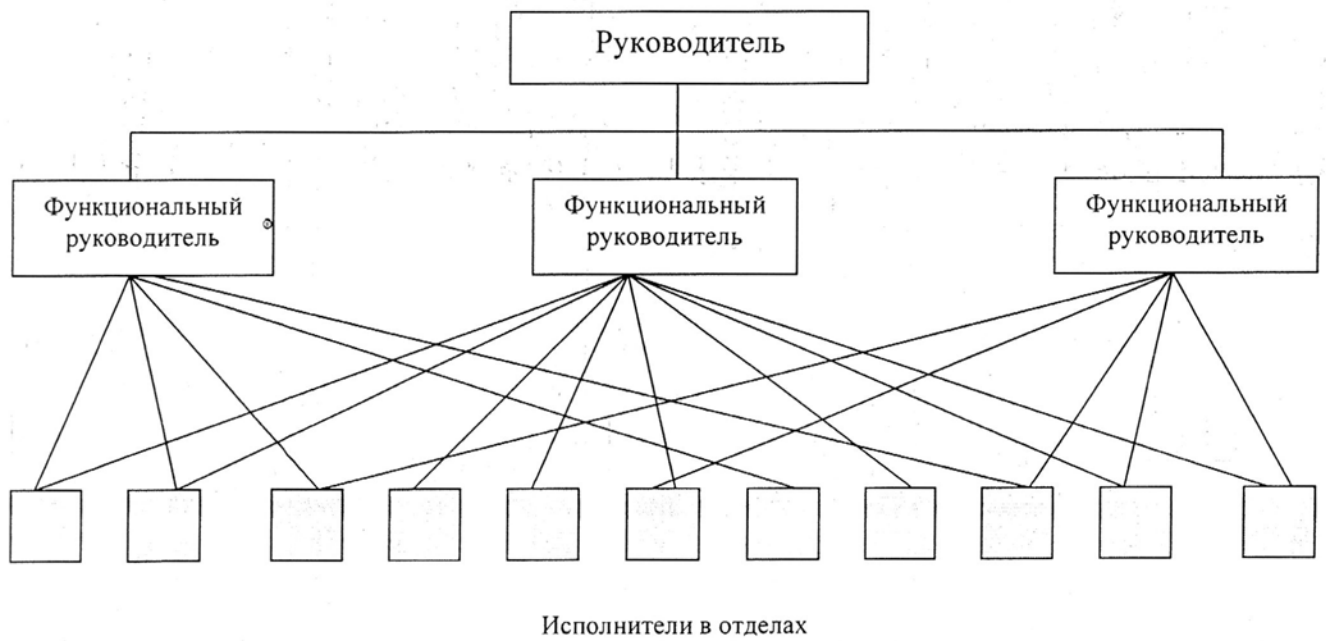 Руководитель
Функциональный
руководитель
Функциональный
руководитель
Функциональный
руководитель
Исполнители в отделах